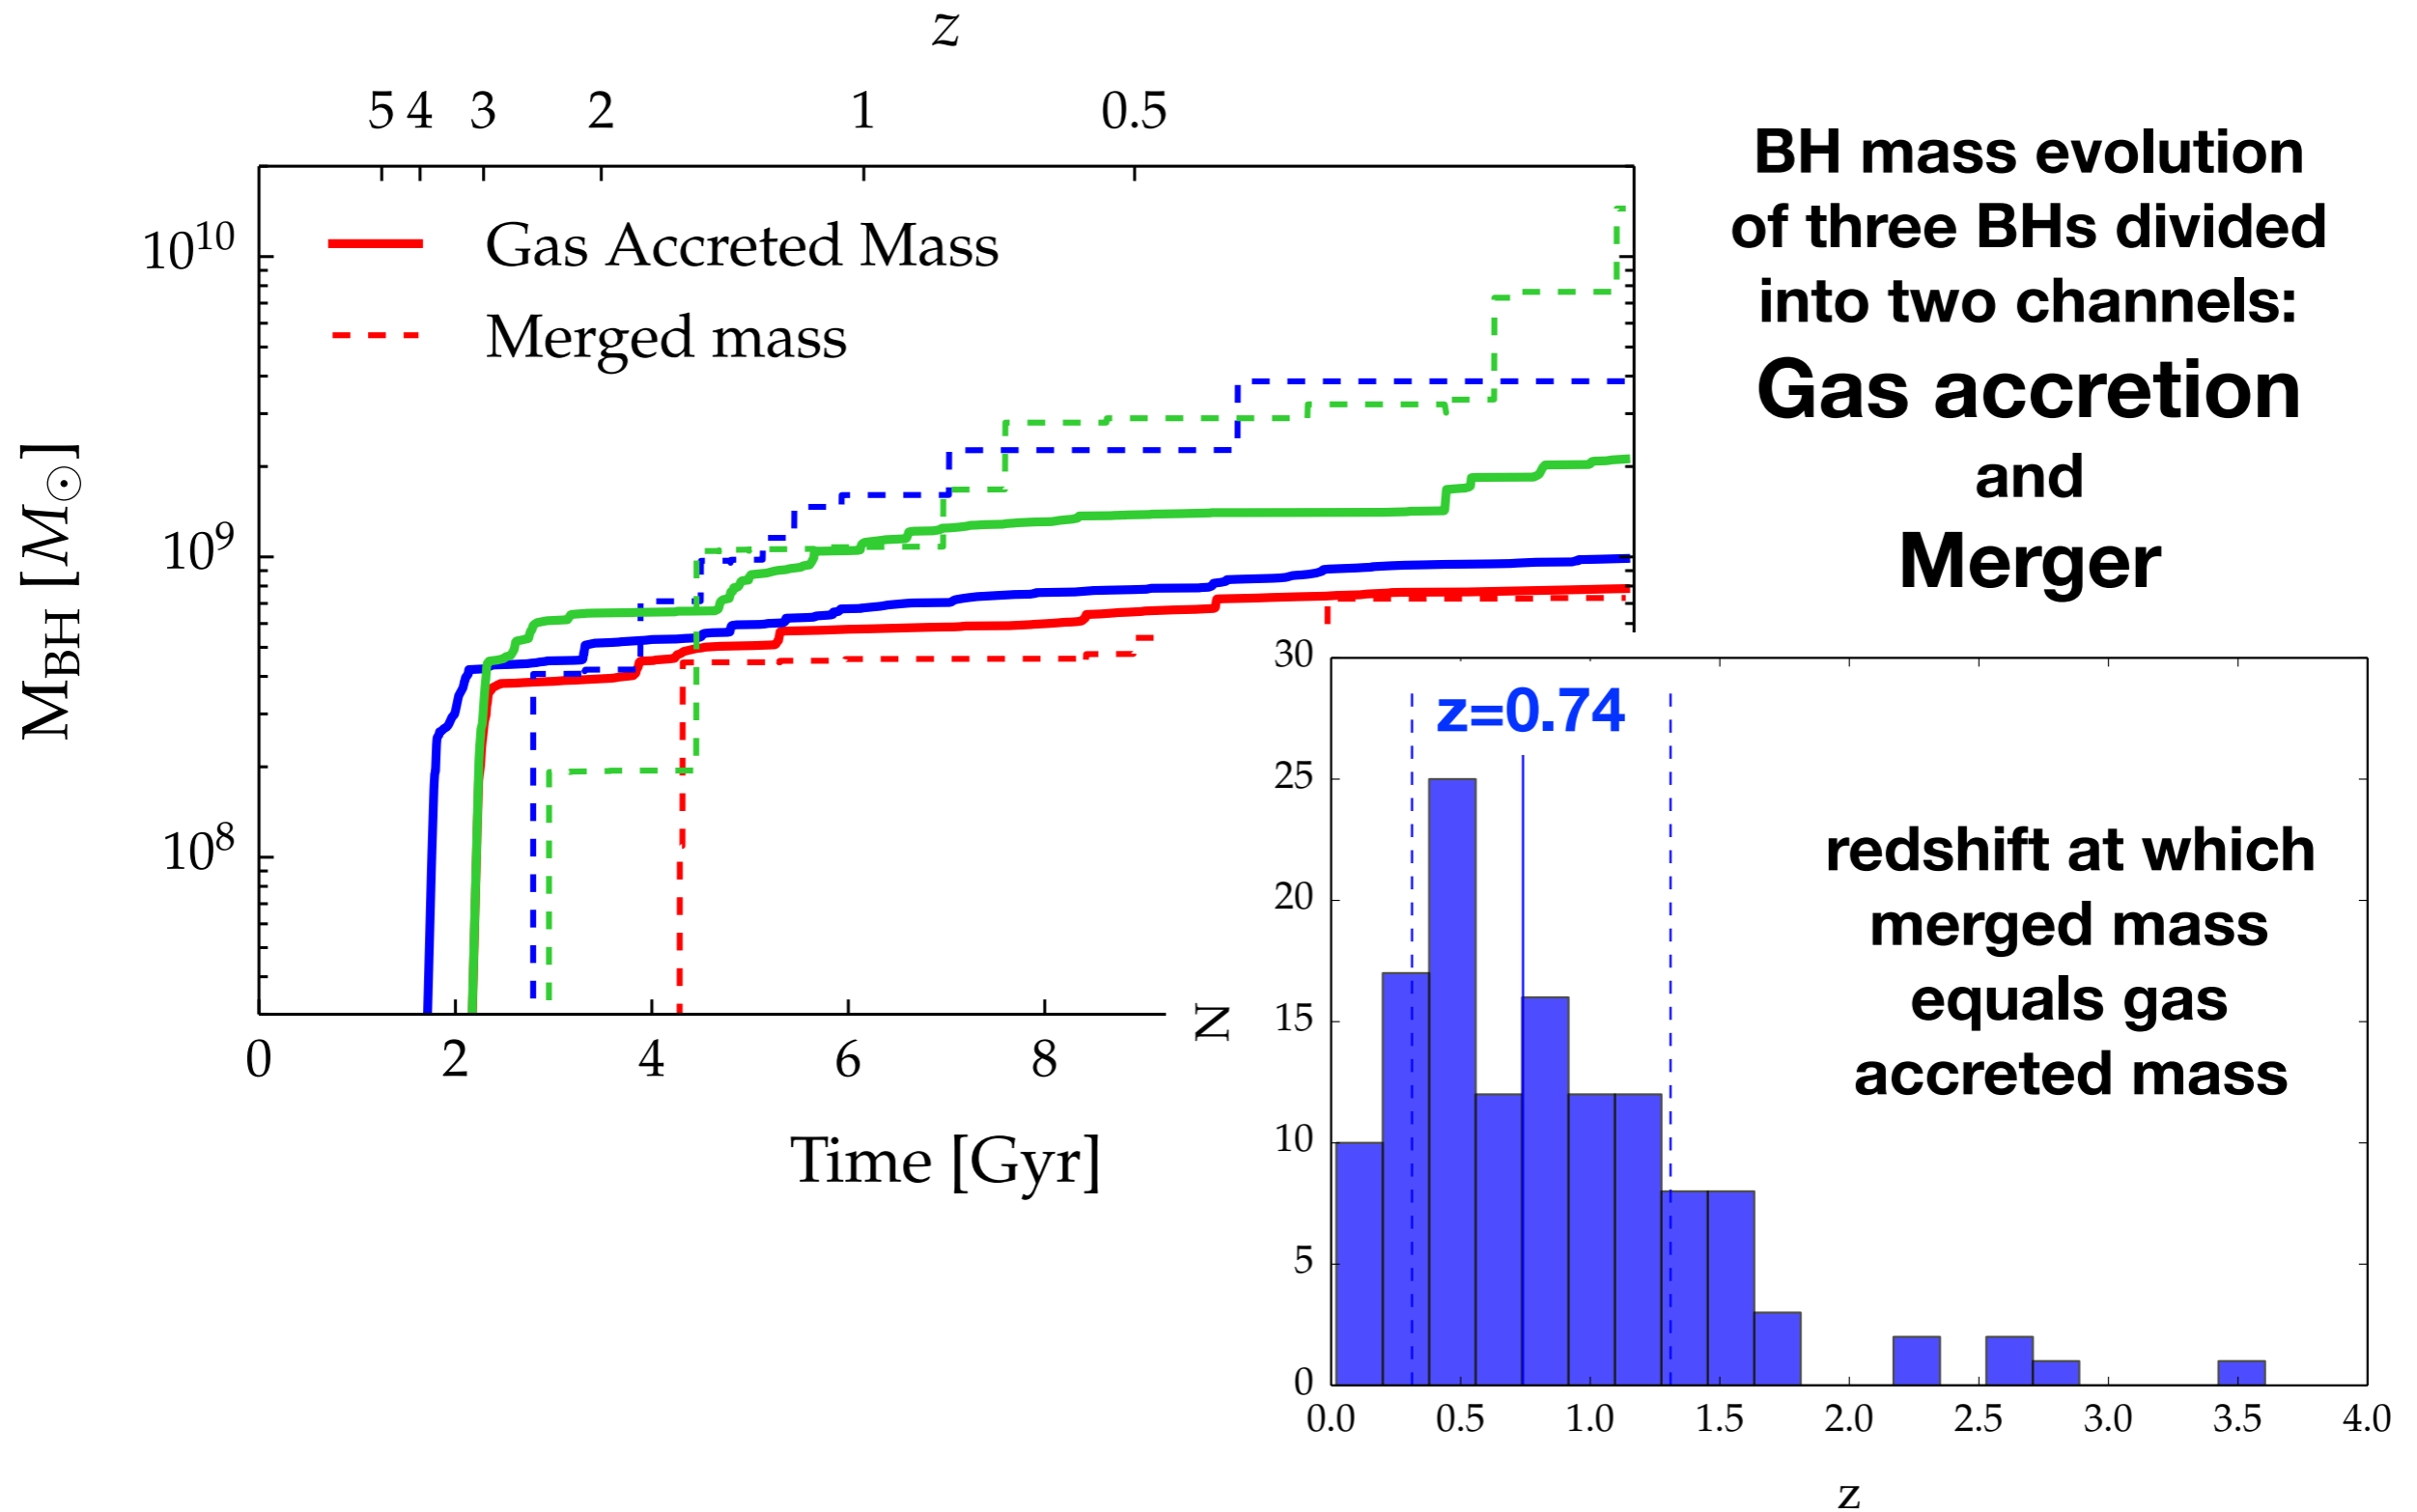 z
5 4 3 2 1 0.5
10^10
10^9
10^8
M_BH [M_⊙]
Gas Accreted Mass
Merged mass
0 2 4 6 8
Time [Gyr]
BH mass evolution
of three BHs divided
into two channels:
Gas accretion
and
Merger
30
25
20
15
10
5
0
N
z=0.74
redshift at which
merged mass
equals gas
accreted mass
0.0 0.5 1.0 1.5 2.0 2.5 3.0 3.5 4.0
z